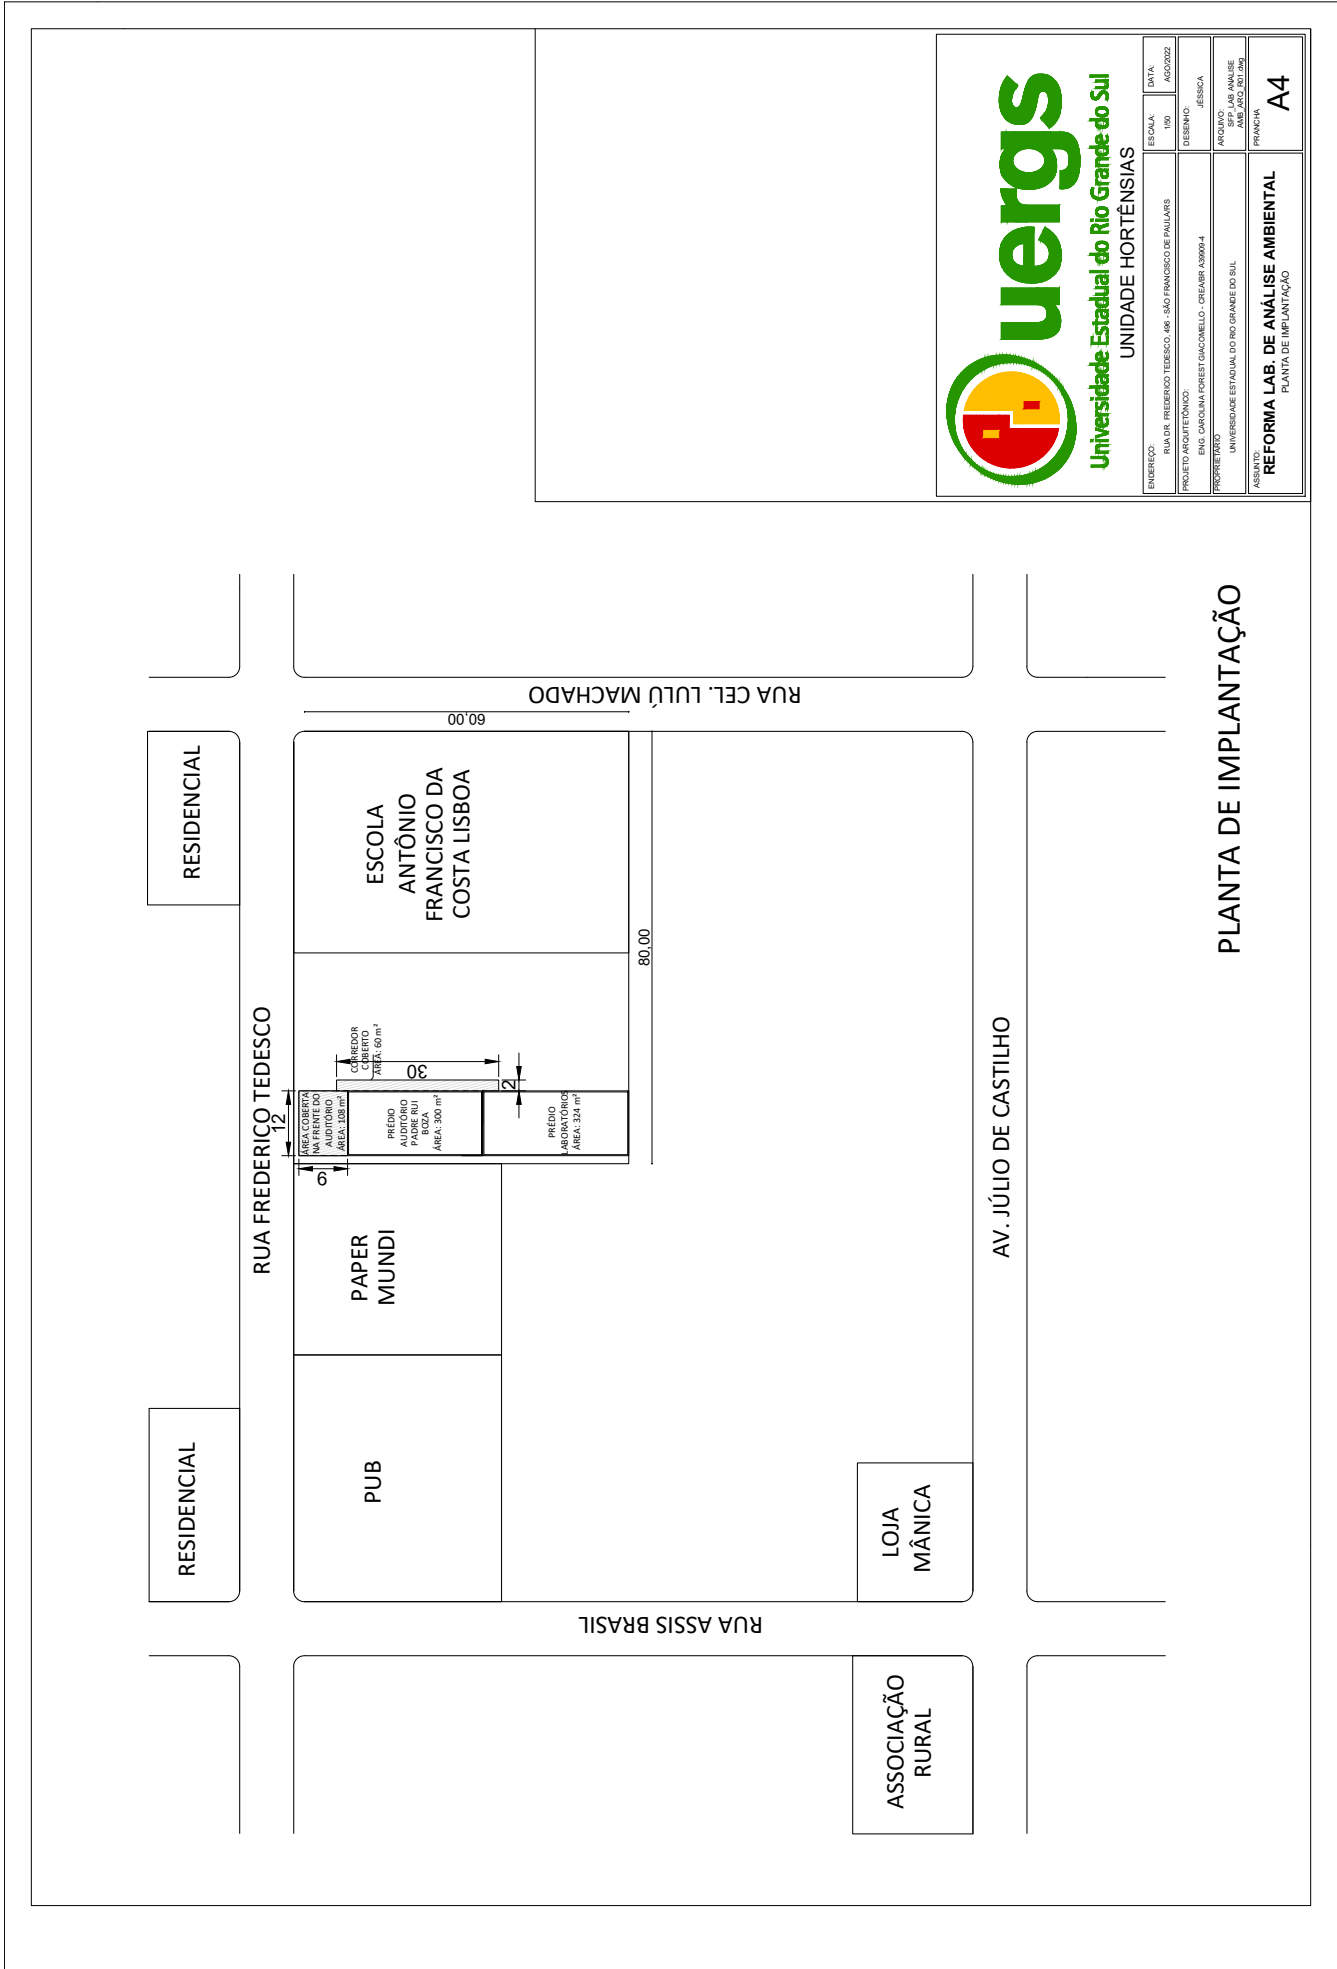 RESIDENCIAL
RESIDENCIAL
RUA FREDERICO TEDESCO
PUB
PAPER
MUNDI
12
9
ÁREA COBERTA
NA FRENTE DO
AUDITÓRIO
ÁREA: 108 m²
PRÉDIO
AUDITÓRIO
PADRE RUI
BOZA
ÁREA: 300 m²
PRÉDIO
LABORATÓRIOS
ÁREA: 324 m²
CORREDOR
COBERTO
ÁREA: 60 m²
30
2
ESCOLA
ANTÔNIO
FRANCISCO DA
COSTA LISBOA
60,00
80,00
RUA CEL. LULÚ MACHADO
RUA ASSIS BRASIL
LOJA
MÂNICA
ASSOCIAÇÃO
RURAL
AV. JÚLIO DE CASTILHO
PLANTA DE IMPLANTAÇÃO
uergs
Universidade Estadual do Rio Grande do Sul
UNIDADE HORTÊNSIAS
ENDEREÇO:
RUA DR. FREDERICO TEDESCO, 496 - SÃO FRANCISCO DE PAULA/RS
ESCALA:
1/50
DATA:
AGO/2022
PROJETO ARQUITETÔNICO:
ENG. CAROLINA FOREST GIACOMELLO - CREA/BR A39909-4
DESENHO:
JÉSSICA
PROPRIETÁRIO
UNIVERSIDADE ESTADUAL DO RIO GRANDE DO SUL
ARQUIVO:
SFP_LAB ANALISE
AMB_ARQ_R01.dwg
ASSUNTO:
REFORMA LAB. DE ANÁLISE AMBIENTAL
PLANTA DE IMPLANTAÇÃO
PRANCHA
A4